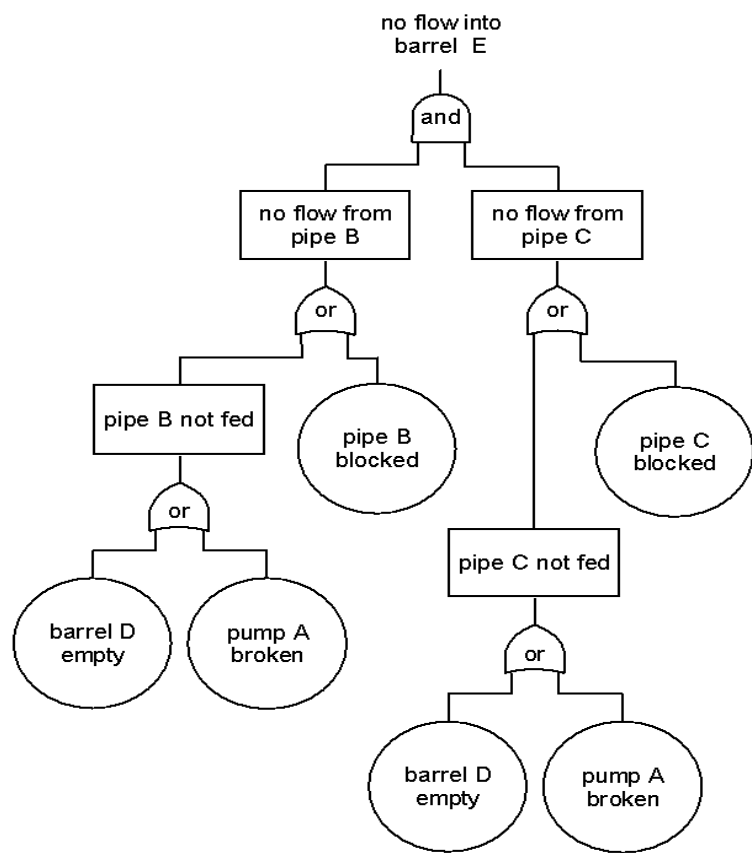 no flow into
barrel E
and
no flow from
pipe B
no flow from
pipe C
or
or
pipe B not fed
pipe B
blocked
pipe C
blocked
or
pipe C not fed
barrel D
empty
pump A
broken
or
barrel D
empty
pump A
broken